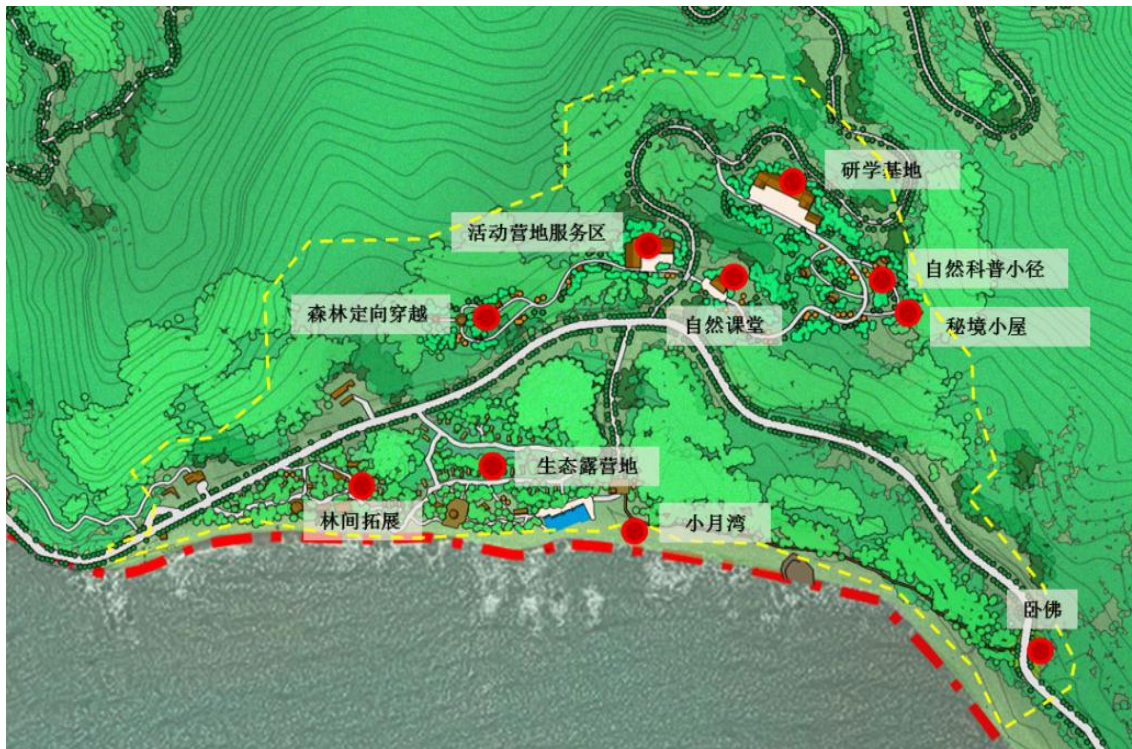 研学基地
活动营地服务区
自然科普小径
森林定向穿越
自然课堂
秘境小屋
生态露营地
林间拓展
小月湾
卧佛